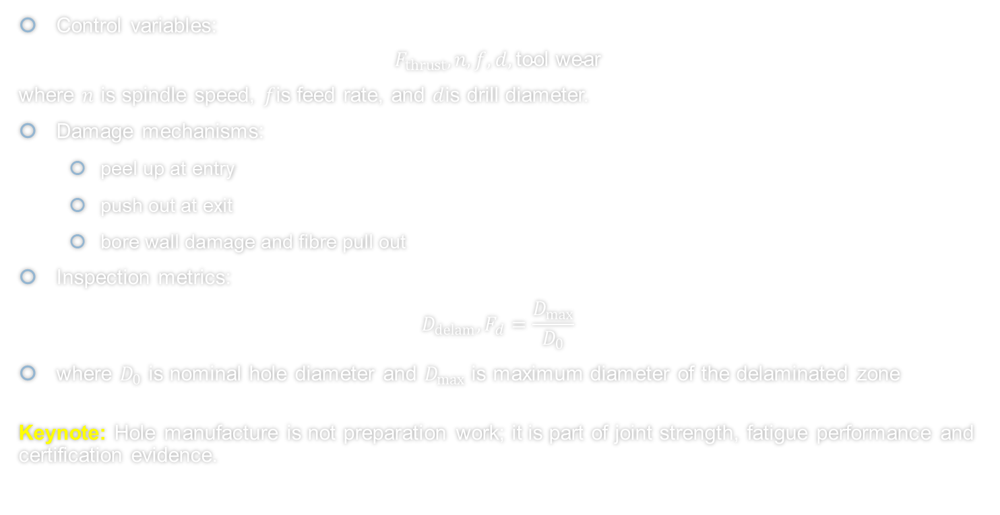 Control variables:
F_thrust, n, f, d, tool wear
where n is spindle speed, f is feed rate, and d is drill diameter.
Damage mechanisms:
peel up at entry
push out at exit
bore wall damage and fibre pull out
Inspection metrics:
D_delam, F_d = D_max / D_0
where D_0 is nominal hole diameter and D_max is maximum diameter of the delaminated zone
Keynote: Hole manufacture is not preparation work; it is part of joint strength, fatigue performance and
certification evidence.